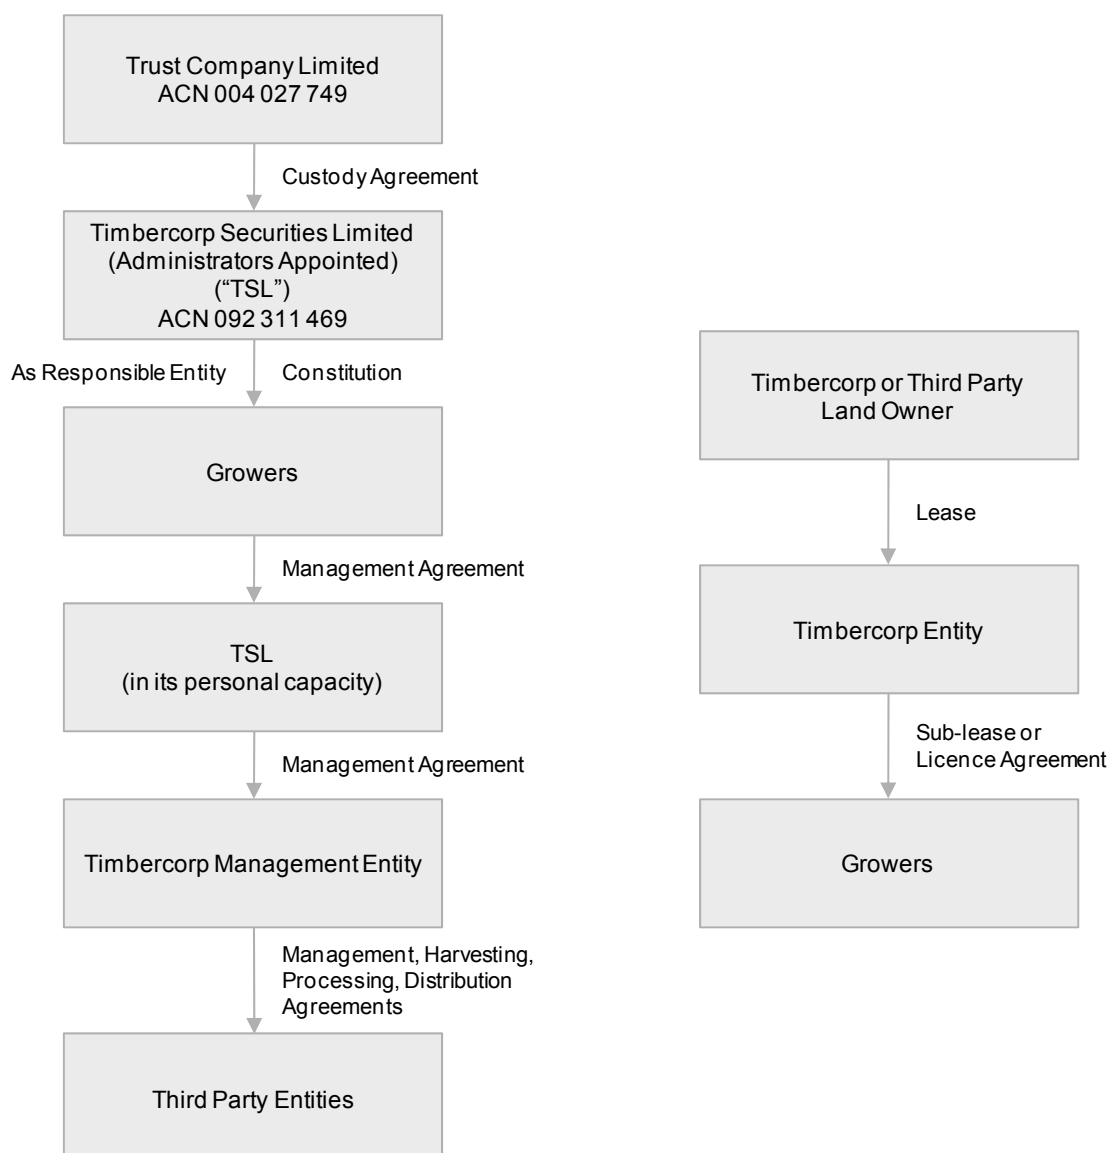 Trust Company Limited
ACN 004 027 749
Custody Agreement
Timbercorp Securities Limited
(Administrators Appointed)
(“TSL”)
ACN 092 311 469
As Responsible Entity
Constitution
Growers
Management Agreement
TSL
(in its personal capacity)
Management Agreement
Timbercorp Management Entity
Management, Harvesting,
Processing, Distribution
Agreements
Third Party Entities
Timbercorp or Third Party
Land Owner
Lease
Timbercorp Entity
Sub-lease or
Licence Agreement
Growers